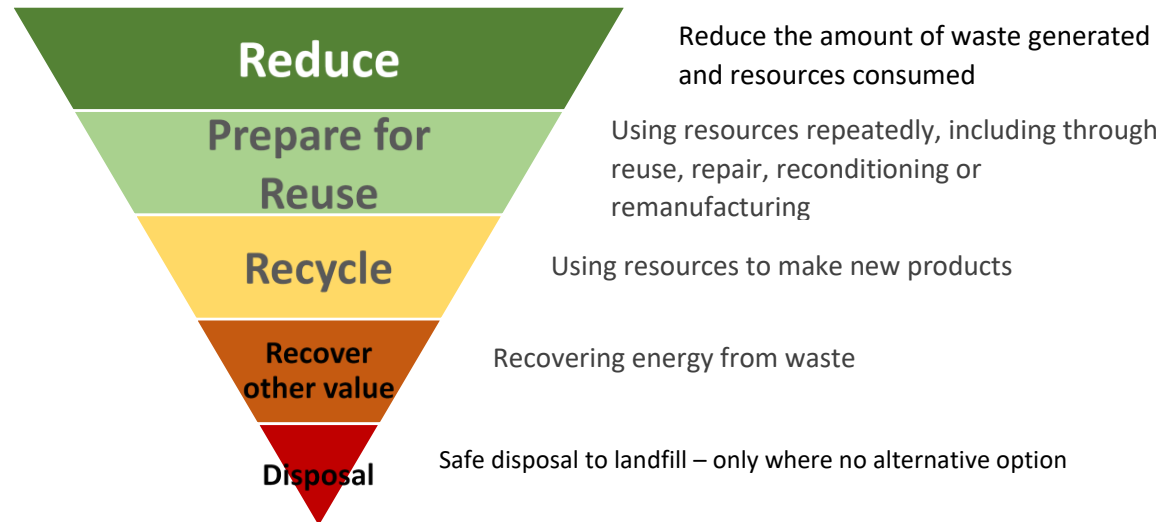 Reduce
Reduce the amount of waste generated
and resources consumed
Prepare for
Reuse
Using resources repeatedly, including through
reuse, repair, reconditioning or
remanufacturing
Recycle
Using resources to make new products
Recover
other value
Recovering energy from waste
Disposal
Safe disposal to landfill – only where no alternative option